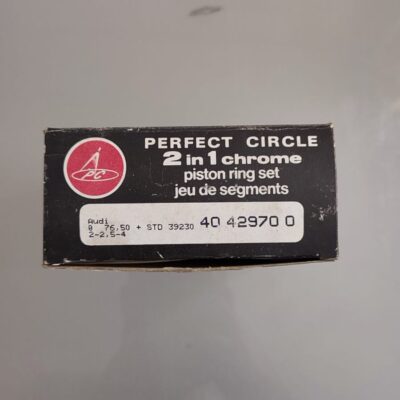 PERFECT CIRCLE
2 in 1 chrome
piston ring set
jeu de segments
PC
Audi
0 76,50 + STD 39230 40 42970 0
2-2,5-4